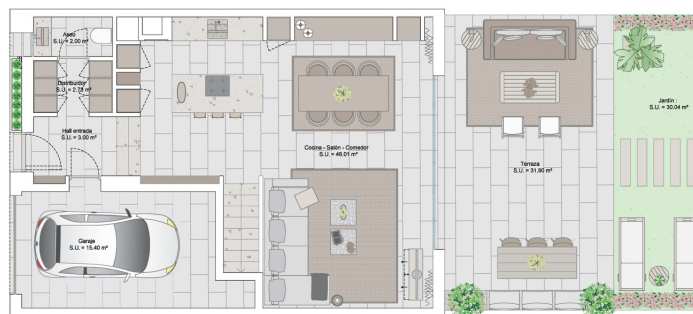 Aseo
S.U. = 2.00 m²
Distribuidor
S.U. = 2.78 m²
Hall entrada
S.U. = 3.00 m²
Cocina - Salón - Comedor
S.U. = 46.01 m²
Garaje
S.U. = 15.40 m²
Terraza
S.U. = 31.90 m²
Jardín :
S.U. = 30.04 m²